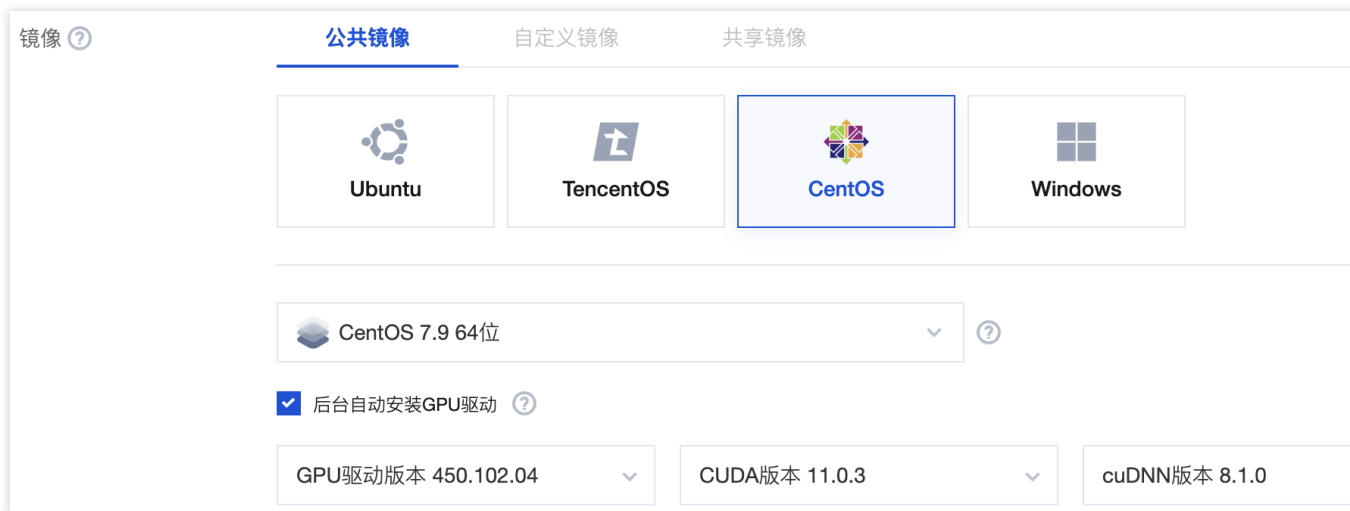 镜像 公共镜像 自定义镜像 共享镜像
Ubuntu TencentOS CentOS Windows
CentOS 7.9 64位
后台自动安装GPU驱动
GPU驱动版本 450.102.04 CUDA版本 11.0.3 cuDNN版本 8.1.0